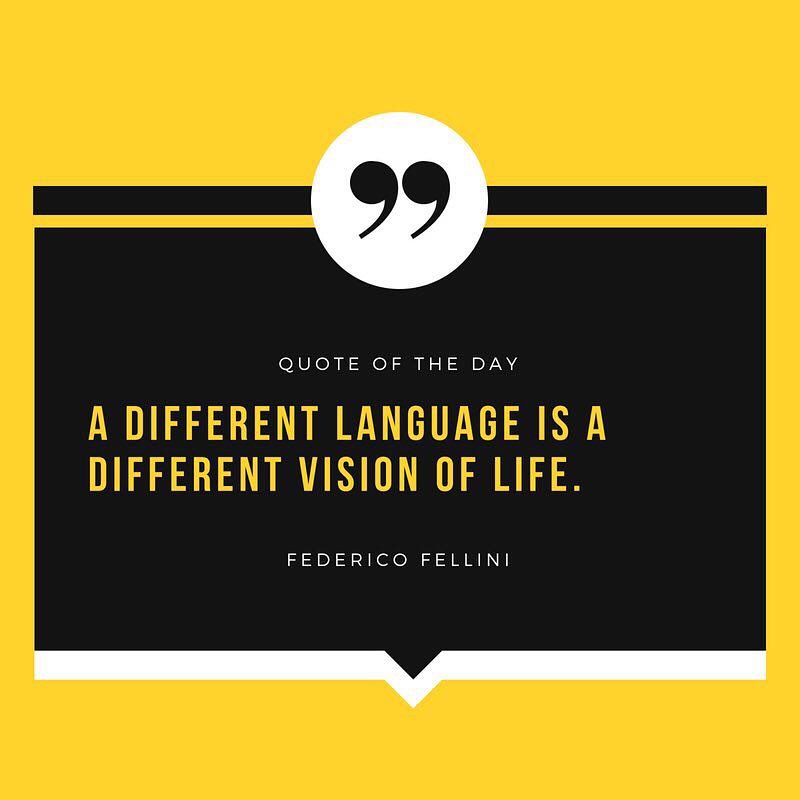 ”
QUOTE OF THE DAY
A DIFFERENT LANGUAGE IS A
DIFFERENT VISION OF LIFE.
FEDERICO FELLINI